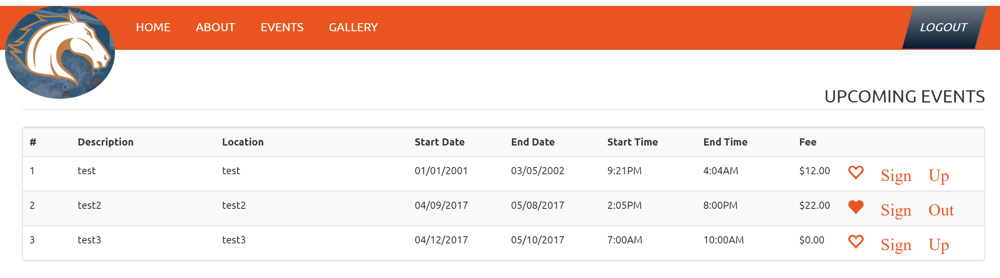 HOME ABOUT EVENTS GALLERY LOGOUT
UPCOMING EVENTS
# Description Location Start Date End Date Start Time End Time Fee
1 test test 01/01/2001 03/05/2002 9:21PM 4:04AM $12.00 Sign Up
2 test2 test2 04/09/2017 05/08/2017 2:05PM 8:00PM $22.00 Sign Out
3 test3 test3 04/12/2017 05/10/2017 7:00AM 10:00AM $0.00 Sign Up